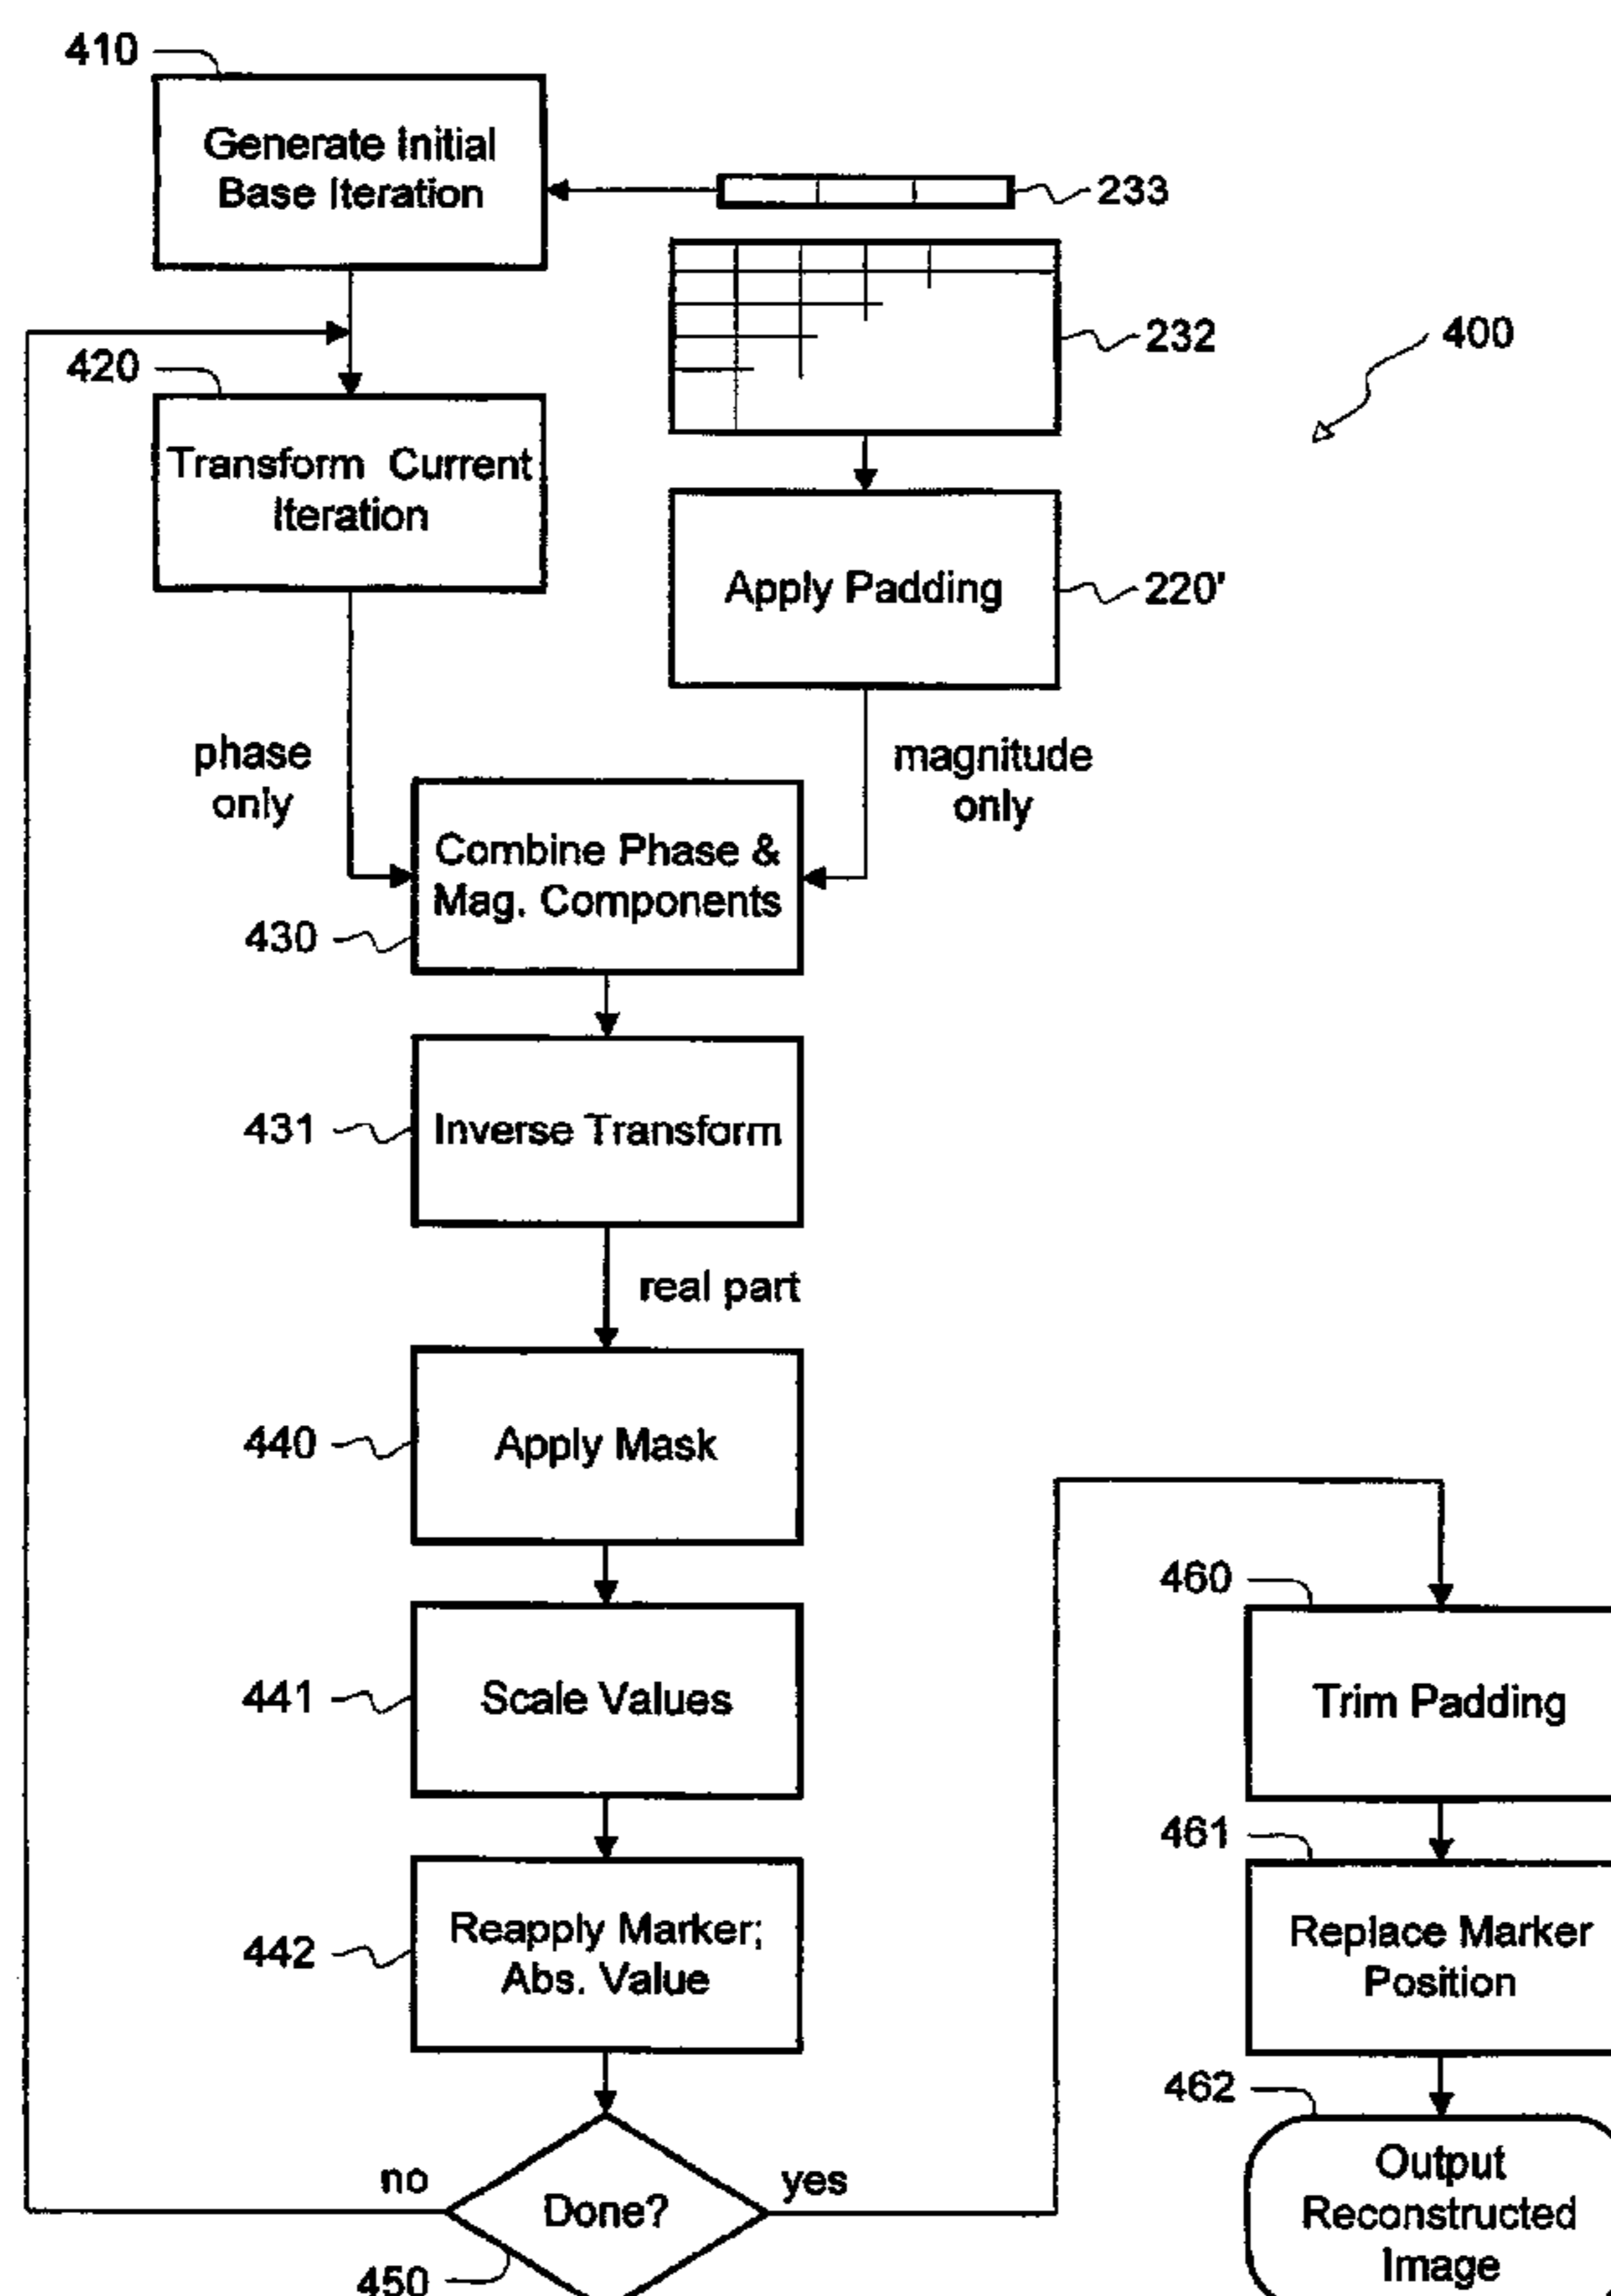 410
Generate Initial
Base Iteration
233
232
400
420
Transform Current
Iteration
Apply Padding
220'
phase
only
magnitude
only
Combine Phase &
Mag. Components
430
431
Inverse Transform
real part
440
Apply Mask
441
Scale Values
442
Reapply Marker;
Abs. Value
no
Done?
yes
450
460
Trim Padding
461
Replace Marker
Position
462
Output
Reconstructed
Image